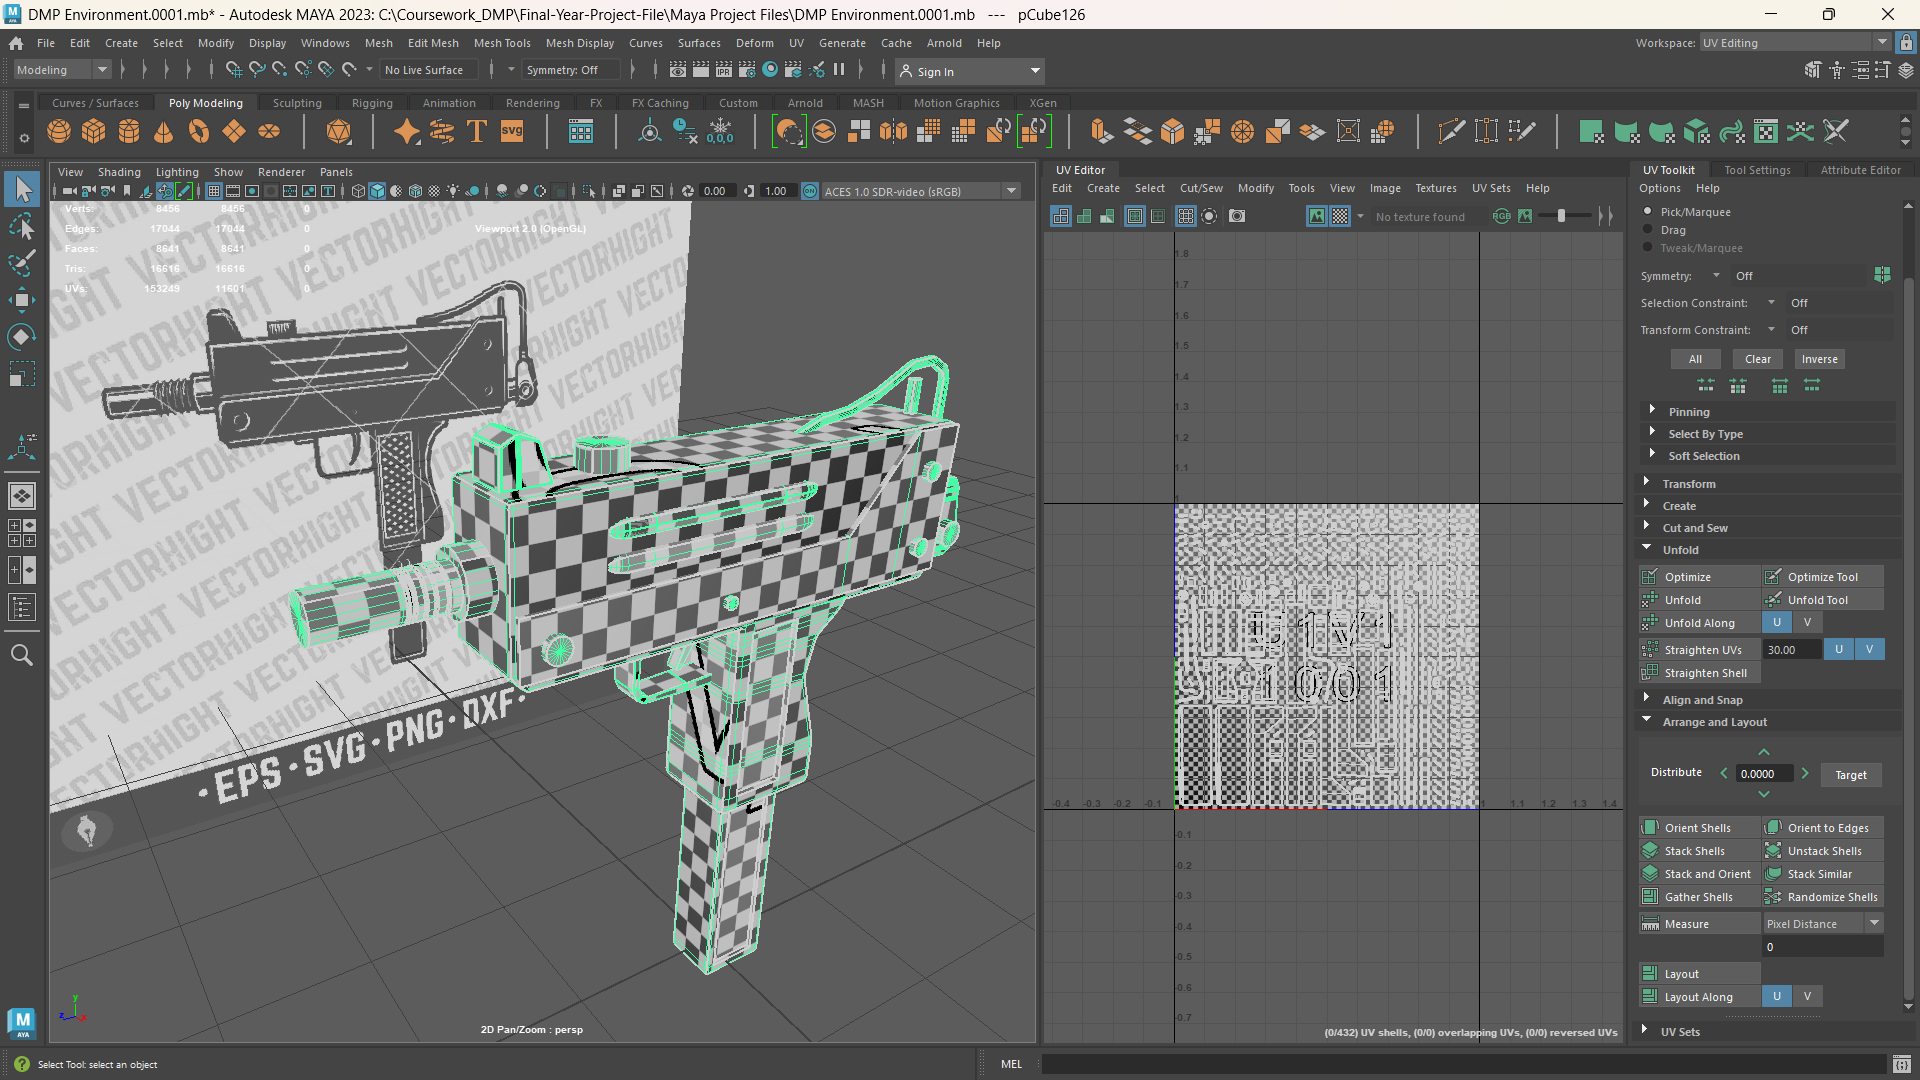 DMP Environment.0001.mb* - Autodesk MAYA 2023: C:\Coursework_DMP\Final-Year-Project-File\Maya Project Files\DMP Environment.0001.mb --- pCube126
File Edit Create Select Modify Display Windows Mesh Edit Mesh Mesh Tools Mesh Display Curves Surfaces Deform UV Generate Cache Arnold Help
Workspace: UV Editing
Modeling No Live Surface Symmetry: Off Sign In
Curves / Surfaces Poly Modeling Sculpting Rigging Animation Rendering FX FX Caching Custom Arnold MASH Motion Graphics XGen
View Shading Lighting Show Renderer Panels
0.00 1.00 ACES 1.0 SDR-video (sRGB)
Verts: 8456 8456 0
Edges: 17044 17044 0
Faces: 8641 8641 0
Tris: 16616 16616 0
UVs: 153249 11601 0
Viewport 2.0 (OpenGL)
VECTORHIGHT VECTORHIGHT VECTORHIGHT
• EPS • SVG • PNG • DXF •
2D Pan/Zoom : persp
UV Editor
Edit Create Select Cut/Sew Modify Tools View Image Textures UV Sets Help
No texture found
1.8
1.7
1.6
1.5
1.4
1.3
1.2
1.1
1
U1V1
1001
-0.4 -0.3 -0.2 -0.1 1 1.1 1.2 1.3 1.4
-0.1
-0.2
-0.3
-0.4
-0.5
-0.6
-0.7
(0/432) UV shells, (0/0) overlapping UVs, (0/0) reversed UVs
UV Toolkit Tool Settings Attribute Editor
Options Help
Pick/Marquee
Drag
Tweak/Marquee
Symmetry: Off
Selection Constraint: Off
Transform Constraint: Off
All Clear Inverse
Pinning
Select By Type
Soft Selection
Transform
Create
Cut and Sew
Unfold
Optimize Optimize Tool
Unfold Unfold Tool
Unfold Along U V
Straighten UVs 30.00 U V
Straighten Shell
Align and Snap
Arrange and Layout
Distribute 0.0000 Target
Orient Shells Orient to Edges
Stack Shells Unstack Shells
Stack and Orient Stack Similar
Gather Shells Randomize Shells
Measure Pixel Distance
0
Layout
Layout Along U V
UV Sets
Select Tool: select an object
MEL